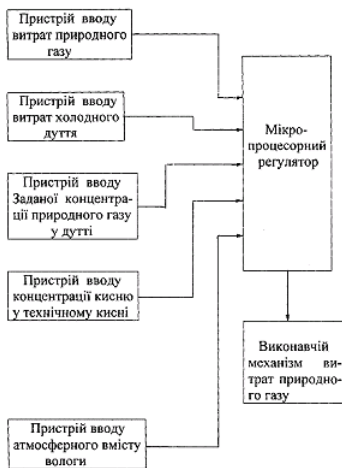 Пристрій вводу
витрат природного
газу
Пристрій вводу
витрат холодного
дуття
Пристрій вводу
Заданої концентра-
ції природного газу
у дутті
Пристрій вводу
концентрації кисню
у технічному кисні
Пристрій вводу
атмосферного вмісту
вологи
Мікро-
процесорний
регулятор
Виконавчій
механізм ви-
трат природно-
го газу